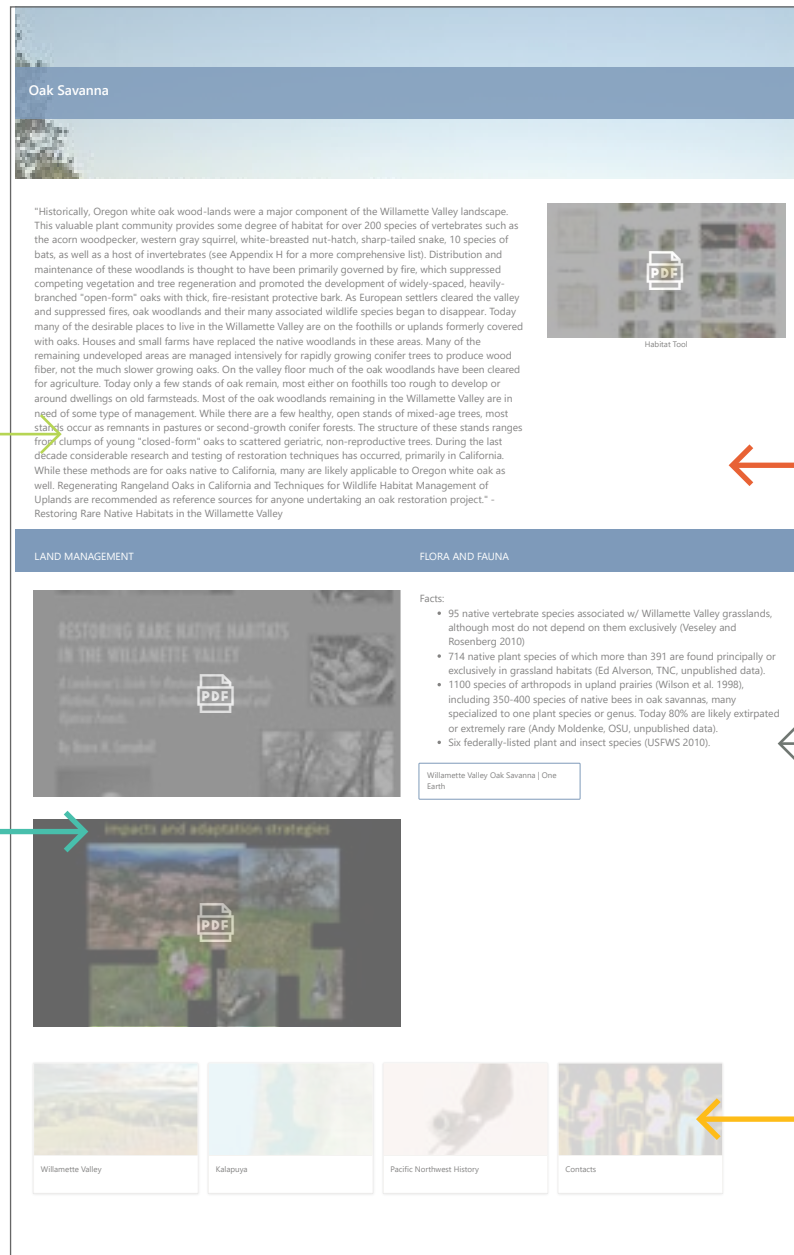 Oak Savanna
"Historically, Oregon white oak wood-lands were a major component of the Willamette Valley landscape.
This valuable plant community provides some degree of habitat for over 200 species of vertebrates such as
the acorn woodpecker, western gray squirrel, white-breasted nut-hatch, sharp-tailed snake, 10 species of
bats, as well as a host of invertebrates (see Appendix H for a more comprehensive list). Distribution and
maintenance of these woodlands is thought to have been primarily governed by fire, which suppressed
competing vegetation and tree regeneration and promoted the development of widely-spaced, heavily-
branched "open-form" oaks with thick, fire-resistant protective bark. As European settlers cleared the valley
and suppressed fires, oak woodlands and their many associated wildlife species began to disappear. Today
many of the desirable places to live in the Willamette Valley are on the foothills or uplands formerly covered
with oaks. Houses and small farms have replaced the native woodlands in these areas. Many of the
remaining undeveloped areas are managed intensively for rapidly growing conifer trees to produce wood
fiber, not the much slower growing oaks. On the valley floor much of the oak woodlands have been cleared
for agriculture. Today only a few stands of oak remain, most either on foothills too rough to develop or
around dwellings on old farmsteads. Most of the oak woodlands remaining in the Willamette Valley are in
need of some type of management. While there are a few healthy, open stands of mixed-age trees, most
stands occur as remnants in pastures or second-growth conifer forests. The structure of these stands ranges
from clumps of young "closed-form" oaks to scattered geriatric, non-reproductive trees. During the last
decade considerable research and testing of restoration techniques has occurred, primarily in California.
While these methods are for oaks native to California, many are likely applicable to Oregon white oak as
well. Regenerating Rangeland Oaks in California and Techniques for Wildlife Habitat Management of
Uplands are recommended as reference sources for anyone undertaking an oak restoration project." -
Restoring Rare Native Habitats in the Willamette Valley
PDF
Habitat Tool
LAND MANAGEMENT
RESTORING RARE NATIVE HABITATS
IN THE WILLAMETTE VALLEY
PDF
impacts and adaptation strategies
PDF
FLORA AND FAUNA
Facts:
• 95 native vertebrate species associated w/ Willamette Valley grasslands,
although most do not depend on them exclusively (Veseley and
Rosenberg 2010)
• 714 native plant species of which more than 391 are found principally or
exclusively in grassland habitats (Ed Alverson, TNC, unpublished data).
• 1100 species of arthropods in upland prairies (Wilson et al. 1998),
including 350-400 species of native bees in oak savannas, many
specialized to one plant species or genus. Today 80% are likely extirpated
or extremely rare (Andy Moldenke, OSU, unpublished data).
• Six federally-listed plant and insect species (USFWS 2010).
Willamette Valley Oak Savanna | One
Earth
Willamette Valley
Kalapuya
Pacific Northwest History
Contacts